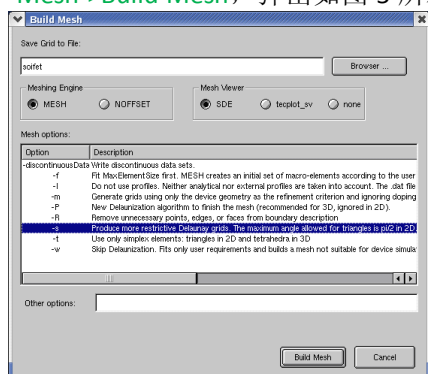 Mesh>Build Mesh，弹出如图 3 所
Build Mesh
Save Grid to File:
soifet
Browser ...
Meshing Engine
Mesh Viewer
MESH
NOFFSET
SDE
tecplot_sv
none
Mesh options:
Option Description
-discontinuousData Write discontinuous data sets.
-f Fit MaxElementSize first. MESH creates an initial set of macro-elements according to the user
-l Do not use profiles. Neither analytical nor external profiles are taken into account. The .dat file
-m Generate grids using only the device geometry as the refinement criterion and ignoring doping
-P New Delaunization algorithm to finish the mesh (recommended for 3D, ignored in 2D).
-R Remove unnecessary points, edges, or faces from boundary description
-s Produce more restrictive Delaunay grids. The maximum angle allowed for triangles is pi/2 in 2D.
-t Use only simplex elements: triangles in 2D and tetrahedra in 3D
-w Skip Delaunization. Fits only user requirements and builds a mesh not suitable for device simula
Other options:
Build Mesh
Cancel